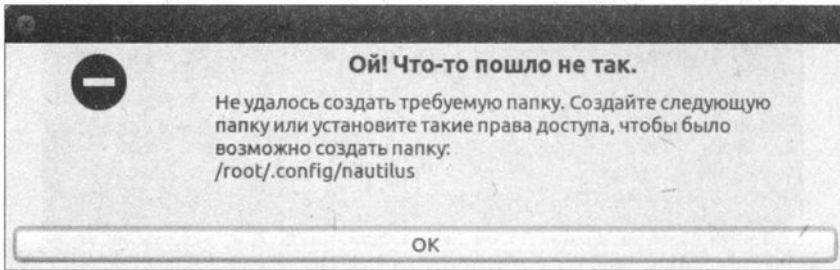 Ой! Что-то пошло не так.
Не удалось создать требуемую папку. Создайте следующую
папку или установите такие права доступа, чтобы было
возможно создать папку:
/root/.config/nautilus
OK